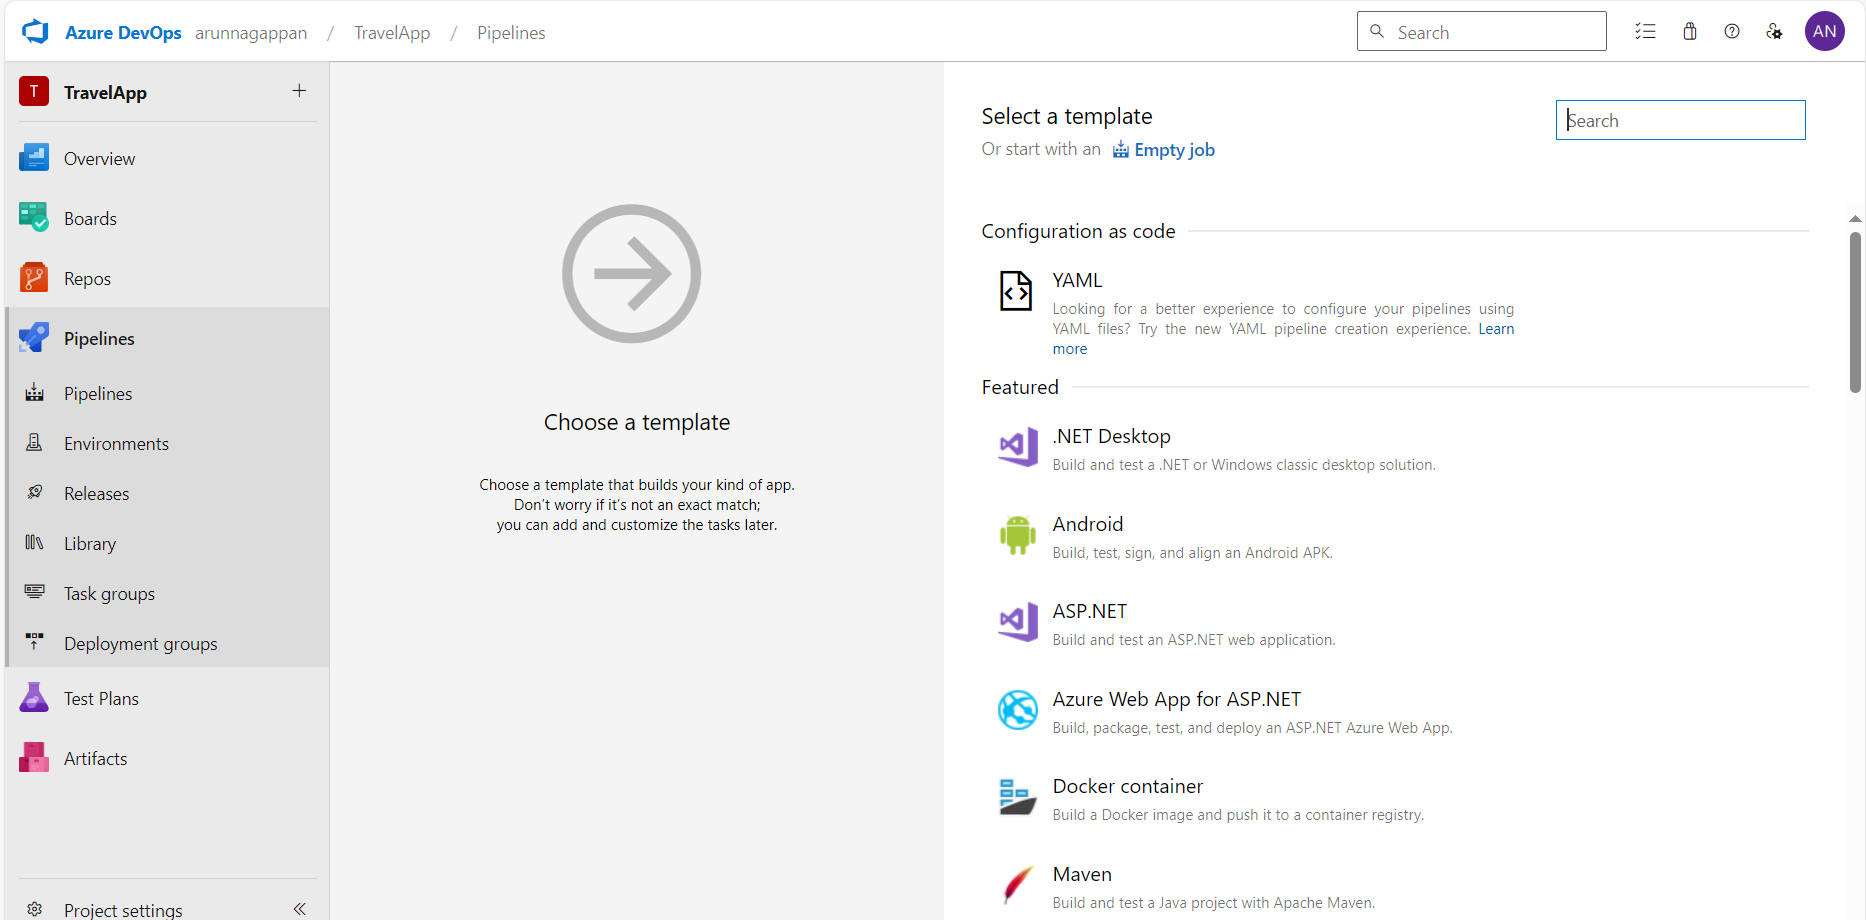 Azure DevOps arunnagappan / TravelApp / Pipelines
Search
AN
T TravelApp +
Overview
Boards
Repos
Pipelines
Pipelines
Environments
Releases
Library
Task groups
Deployment groups
Test Plans
Artifacts
Project settings
Choose a template
Choose a template that builds your kind of app.
Don't worry if it's not an exact match;
you can add and customize the tasks later.
Select a template
Or start with an Empty job
Search
Configuration as code
YAML
Looking for a better experience to configure your pipelines using
YAML files? Try the new YAML pipeline creation experience. Learn
more
Featured
.NET Desktop
Build and test a .NET or Windows classic desktop solution.
Android
Build, test, sign, and align an Android APK.
ASP.NET
Build and test an ASP.NET web application.
Azure Web App for ASP.NET
Build, package, test, and deploy an ASP.NET Azure Web App.
Docker container
Build a Docker image and push it to a container registry.
Maven
Build and test a Java project with Apache Maven.